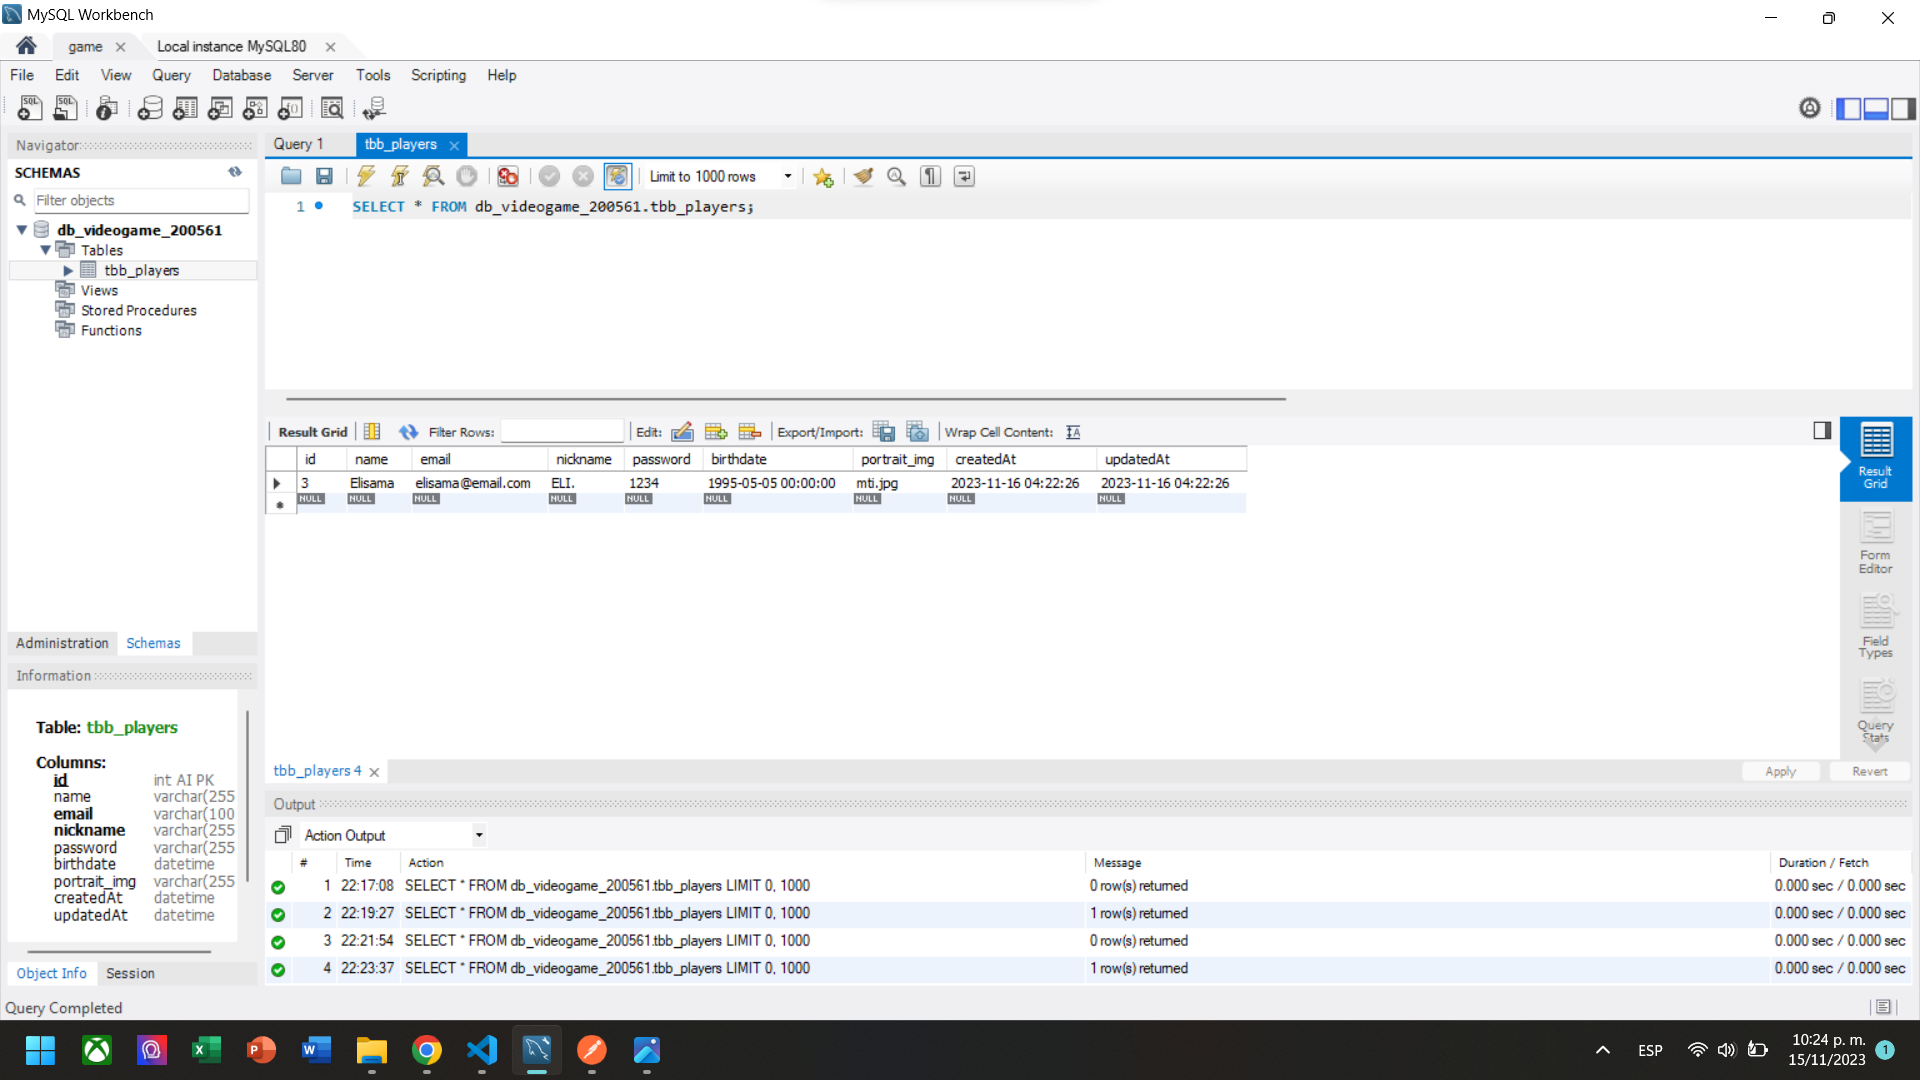 MySQL Workbench
game
Local instance MySQL80
File Edit View Query Database Server Tools Scripting Help
Navigator
SCHEMAS
Filter objects
db_videogame_200561
Tables
tbb_players
Views
Stored Procedures
Functions
Administration Schemas
Information
Table: tbb_players
Columns:
id int AI PK
name varchar(255
email varchar(100
nickname varchar(255
password varchar(255
birthdate datetime
portrait_img varchar(255
createdAt datetime
updatedAt datetime
Object Info Session
Query 1 tbb_players
Limit to 1000 rows
1 SELECT * FROM db_videogame_200561.tbb_players;
Result Grid Filter Rows: Edit: Export/Import: Wrap Cell Content:
id name email nickname password birthdate portrait_img createdAt updatedAt
3 Elisama elisama@email.com ELI. 1234 1995-05-05 00:00:00 mti.jpg 2023-11-16 04:22:26 2023-11-16 04:22:26
NULL NULL NULL NULL NULL NULL NULL NULL NULL
Result
Grid
Form
Editor
Field
Types
Query
Stats
tbb_players 4
Apply Revert
Output
Action Output
# Time Action Message Duration / Fetch
1 22:17:08 SELECT * FROM db_videogame_200561.tbb_players LIMIT 0, 1000 0 row(s) returned 0.000 sec / 0.000 sec
2 22:19:27 SELECT * FROM db_videogame_200561.tbb_players LIMIT 0, 1000 1 row(s) returned 0.000 sec / 0.000 sec
3 22:21:54 SELECT * FROM db_videogame_200561.tbb_players LIMIT 0, 1000 0 row(s) returned 0.000 sec / 0.000 sec
4 22:23:37 SELECT * FROM db_videogame_200561.tbb_players LIMIT 0, 1000 1 row(s) returned 0.000 sec / 0.000 sec
Query Completed
ESP
10:24 p. m.
15/11/2023
1